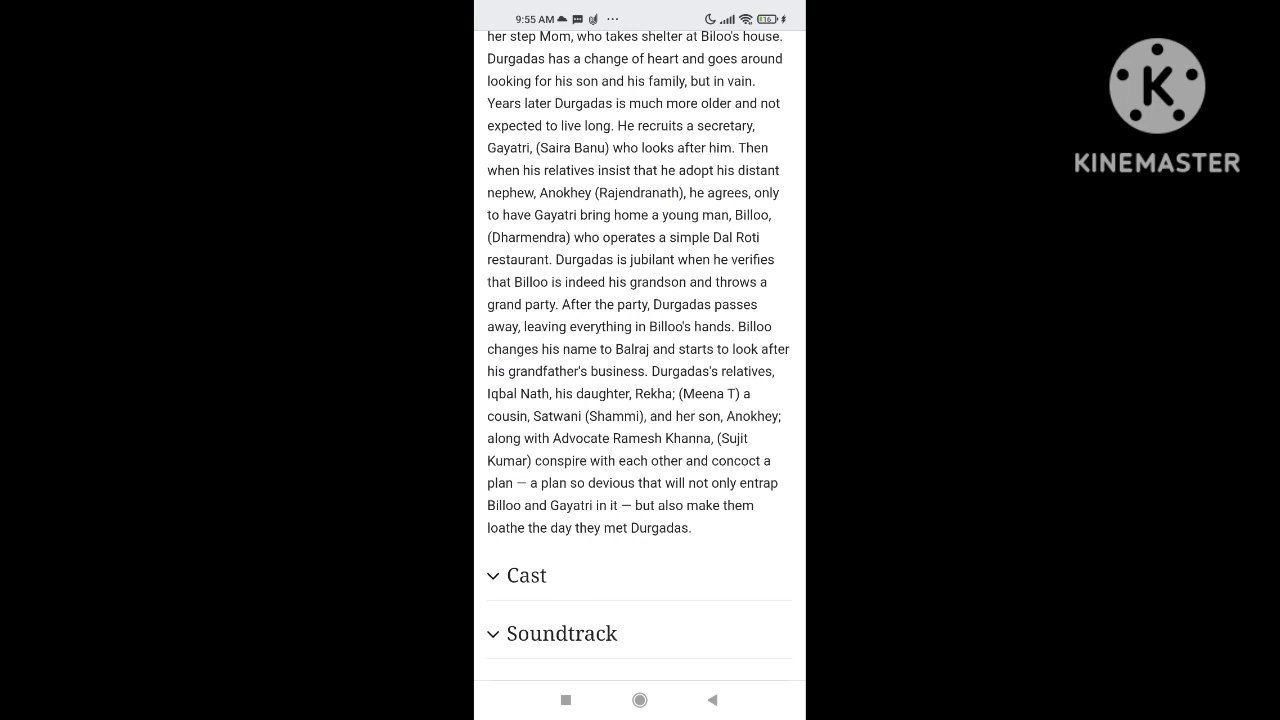 9:55 AM
16
her step Mom, who takes shelter at Biloo's house.
Durgadas has a change of heart and goes around
looking for his son and his family, but in vain.
Years later Durgadas is much more older and not
expected to live long. He recruits a secretary,
Gayatri, (Saira Banu) who looks after him. Then
when his relatives insist that he adopt his distant
nephew, Anokhey (Rajendranath), he agrees, only
to have Gayatri bring home a young man, Billoo,
(Dharmendra) who operates a simple Dal Roti
restaurant. Durgadas is jubilant when he verifies
that Billoo is indeed his grandson and throws a
grand party. After the party, Durgadas passes
away, leaving everything in Billoo's hands. Billoo
changes his name to Balraj and starts to look after
his grandfather's business. Durgadas's relatives,
Iqbal Nath, his daughter, Rekha; (Meena T) a
cousin, Satwani (Shammi), and her son, Anokhey;
along with Advocate Ramesh Khanna, (Sujit
Kumar) conspire with each other and concoct a
plan — a plan so devious that will not only entrap
Billoo and Gayatri in it — but also make them
loathe the day they met Durgadas.
Cast
Soundtrack
K
KINEMASTER